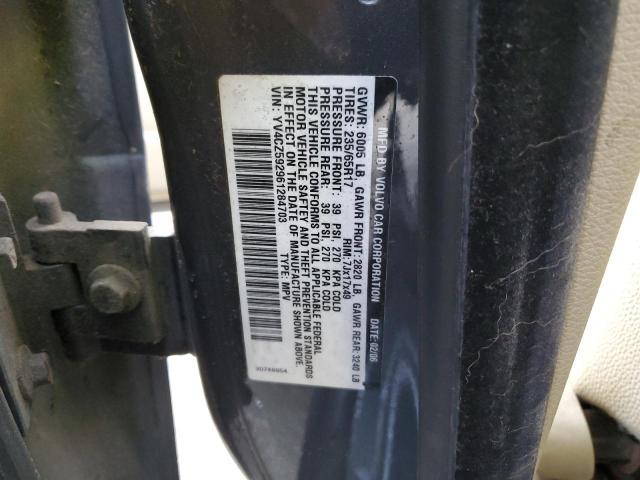 MFD.BY VOLVO CAR CORPORATION DATE:02/06
GVWR: 6005 LB, GAWR FRONT: 2820 LB, GAWR REAR: 3240 LB
TIRES: 235/65R17 RIM: 7Jx17x49
PRESSURE FRONT: 39 PSI, 270 KPA COLD
PRESSURE REAR: 39 PSI, 270 KPA COLD
THIS VEHICLE CONFORMS TO ALL APPLICABLE FEDERAL
MOTOR VEHICLE SAFTEY AND THEFT PREVENTION STANDARDS
IN EFFECT ON THE DATE OF MANUFACTURE SHOWN ABOVE.
VIN: YV4CZ592961284703 TYPE: MPV
30748954